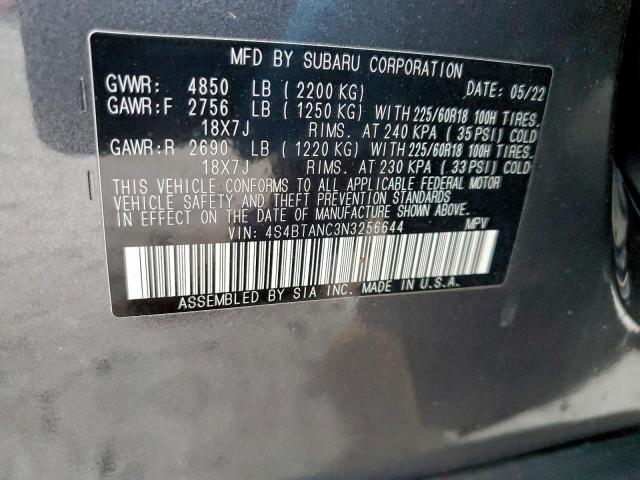 MFD BY SUBARU CORPORATION
GVWR: 4850 LB ( 2200 KG) DATE: 05/22
GAWR:F 2756 LB ( 1250 KG) WITH 225/60R18 100H TIRES.
18X7J RIMS. AT 240 KPA ( 35 PSI) COLD
GAWR:R 2690 LB ( 1220 KG) WITH 225/60R18 100H TIRES.
18X7J RIMS. AT 230 KPA ( 33 PSI) COLD
THIS VEHICLE CONFORMS TO ALL APPLICABLE FEDERAL MOTOR
VEHICLE SAFETY AND THEFT PREVENTION STANDARDS
IN EFFECT ON THE DATE OF MANUFACTURE SHOWN ABOVE.
VIN: 4S4BTANC3N3256644 MPV
ASSEMBLED BY SIA INC. MADE IN U.S.A.